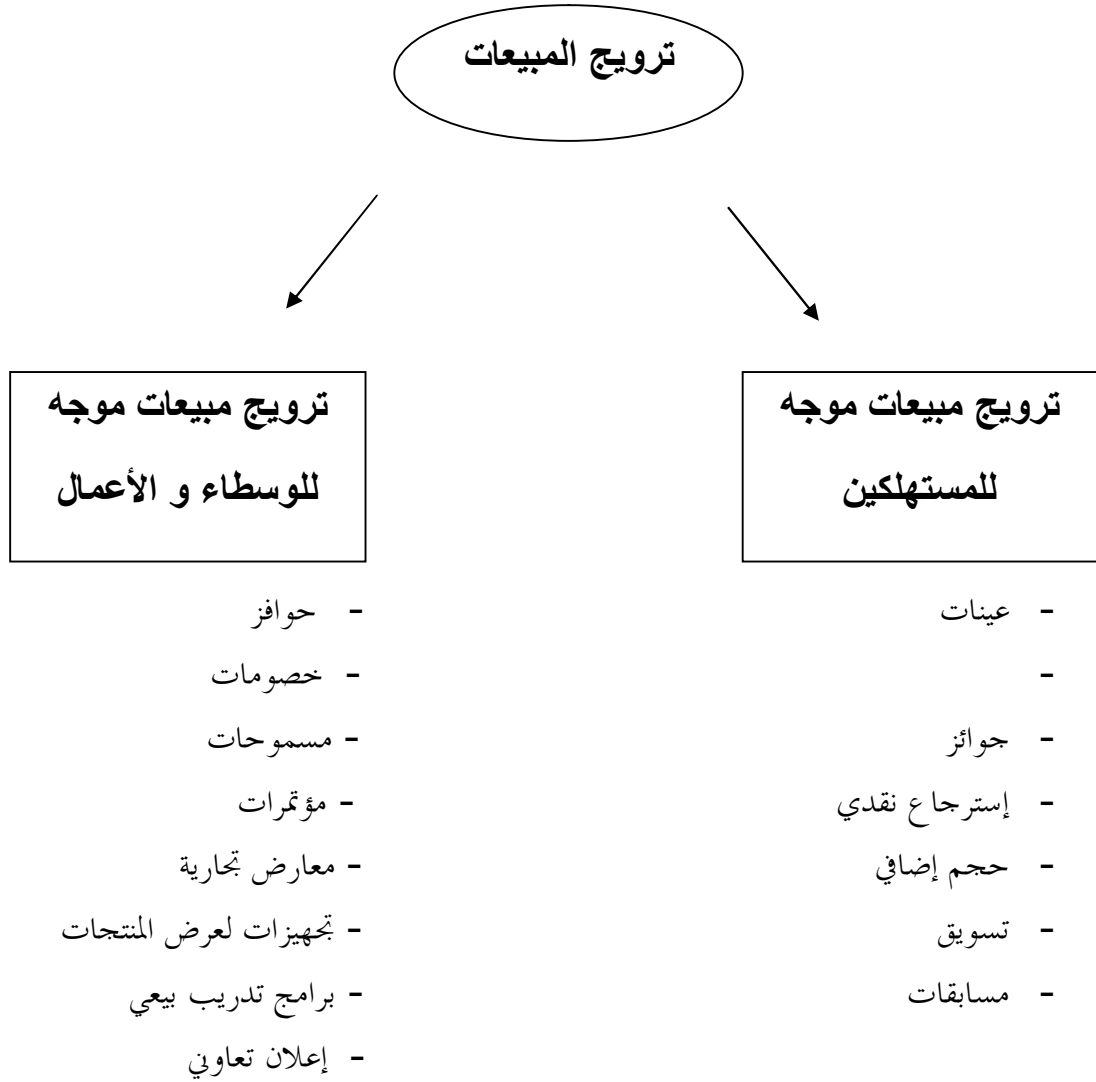 ترويج المبيعات
ترويج مبيعات موجه
للمستهلكين
- عينات
-
- جوائز
- إسترجاع نقدي
- حجم إضافي
- تسويق
- مسابقات
ترويج مبيعات موجه
للوسطاء و الأعمال
- حوافز
- خصومات
- مسموحات
- مؤتمرات
- معارض تجارية
- تجهيزات لعرض المنتجات
- برامج تدريب بيعي
- إعلان تعاوني